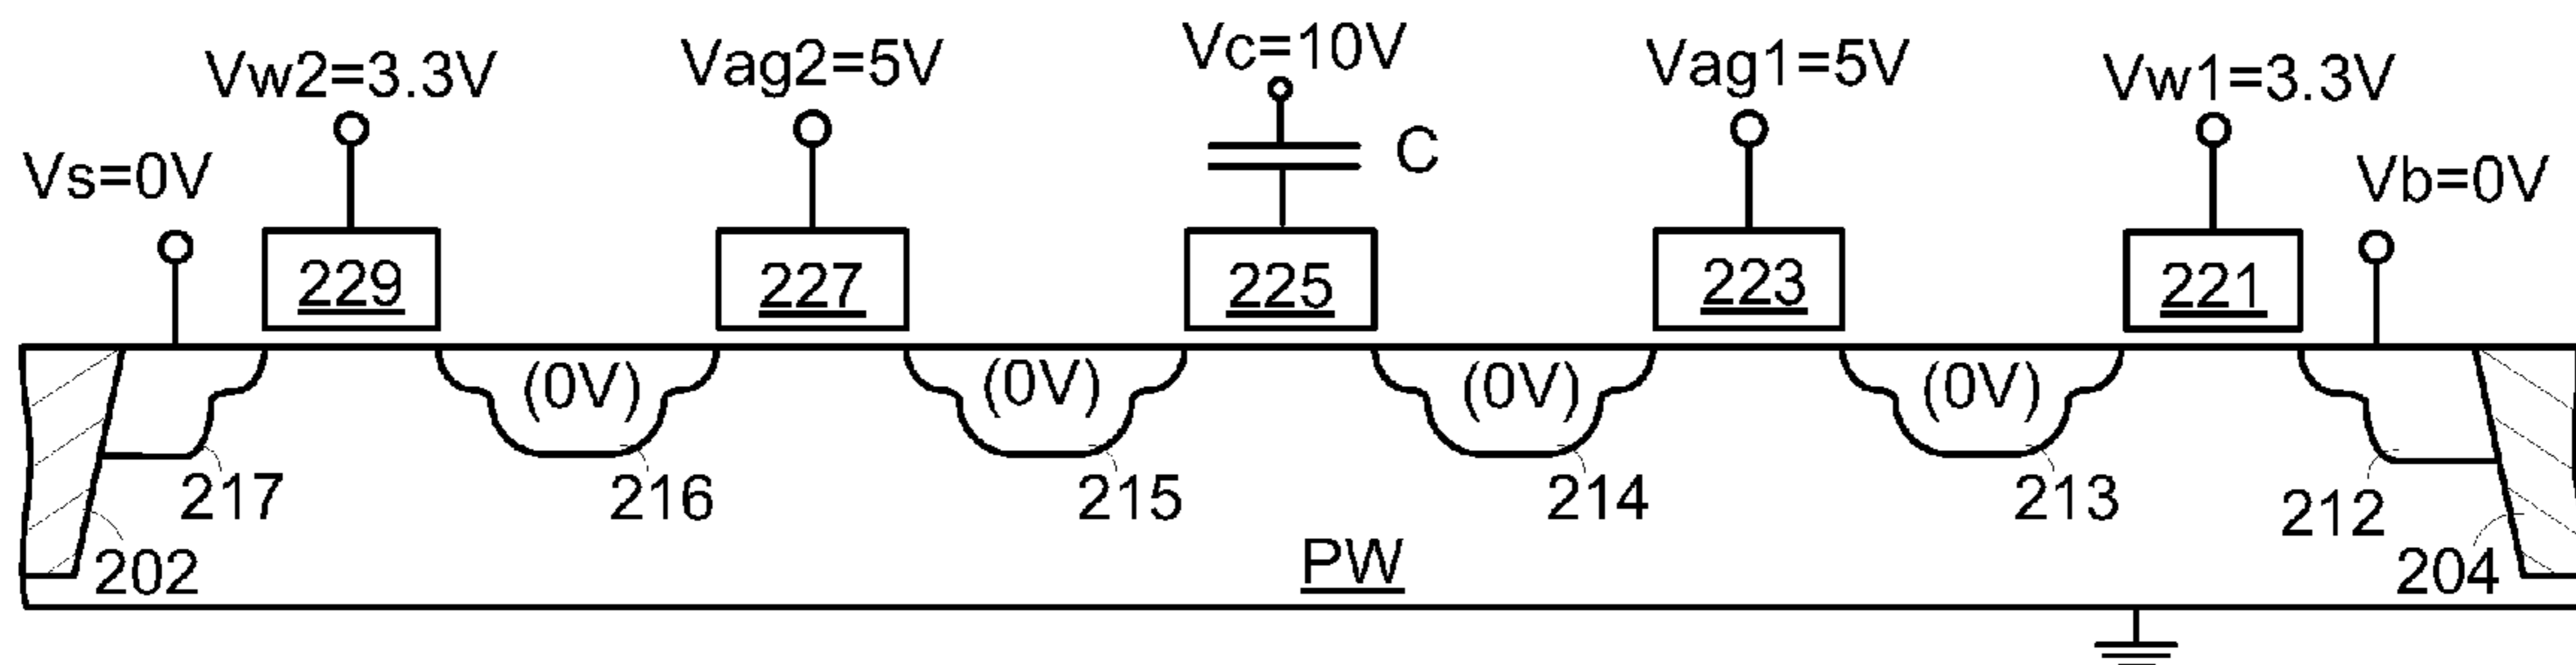 Vw2=3.3V
Vag2=5V
Vc=10V
Vag1=5V
Vw1=3.3V
Vs=0V
C
Vb=0V
229
227
225
223
221
(0V)
(0V)
(0V)
(0V)
217
216
215
214
213
212
202
PW
204